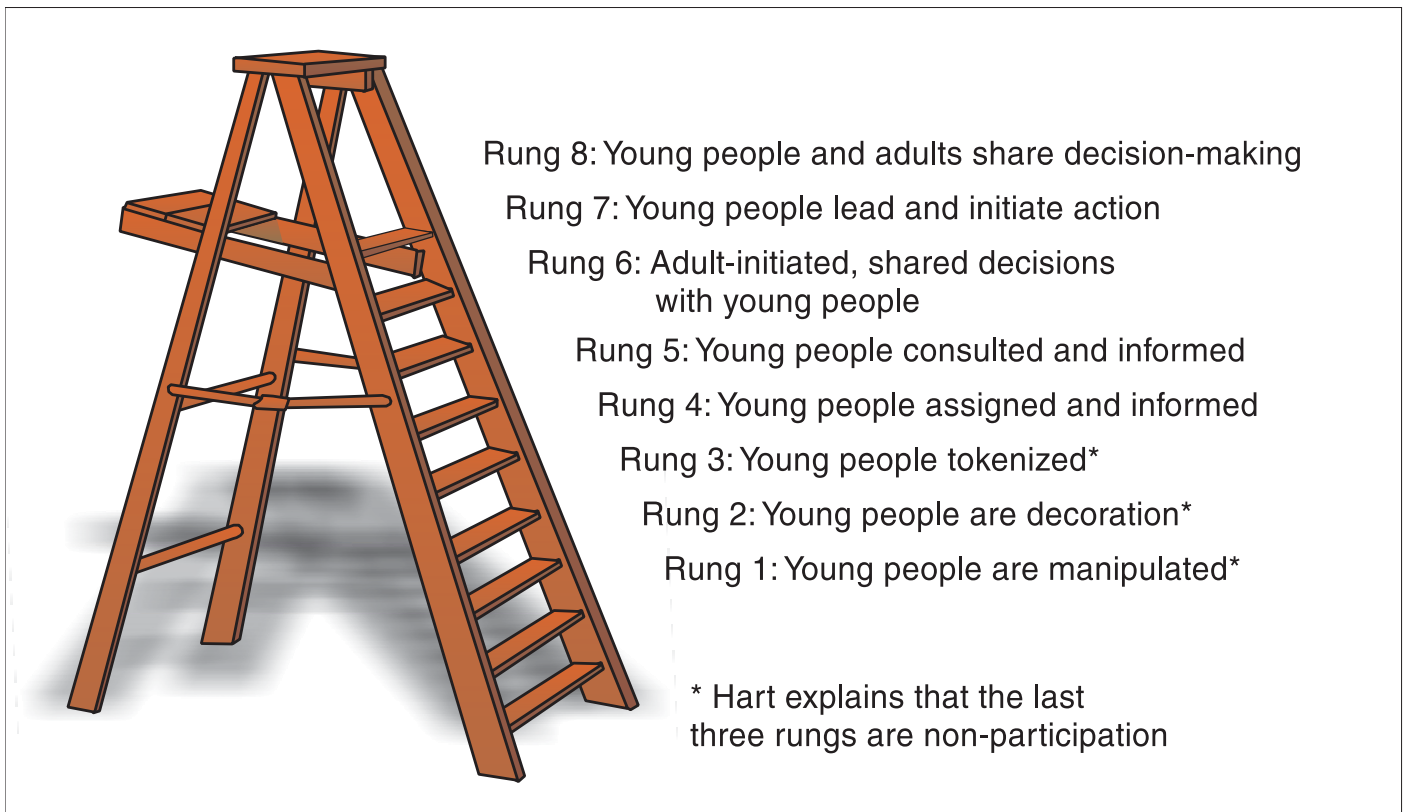 Rung 8: Young people and adults share decision-making
Rung 7: Young people lead and initiate action
Rung 6: Adult-initiated, shared decisions
with young people
Rung 5: Young people consulted and informed
Rung 4: Young people assigned and informed
Rung 3: Young people tokenized*
Rung 2: Young people are decoration*
Rung 1: Young people are manipulated*
* Hart explains that the last
three rungs are non-participation